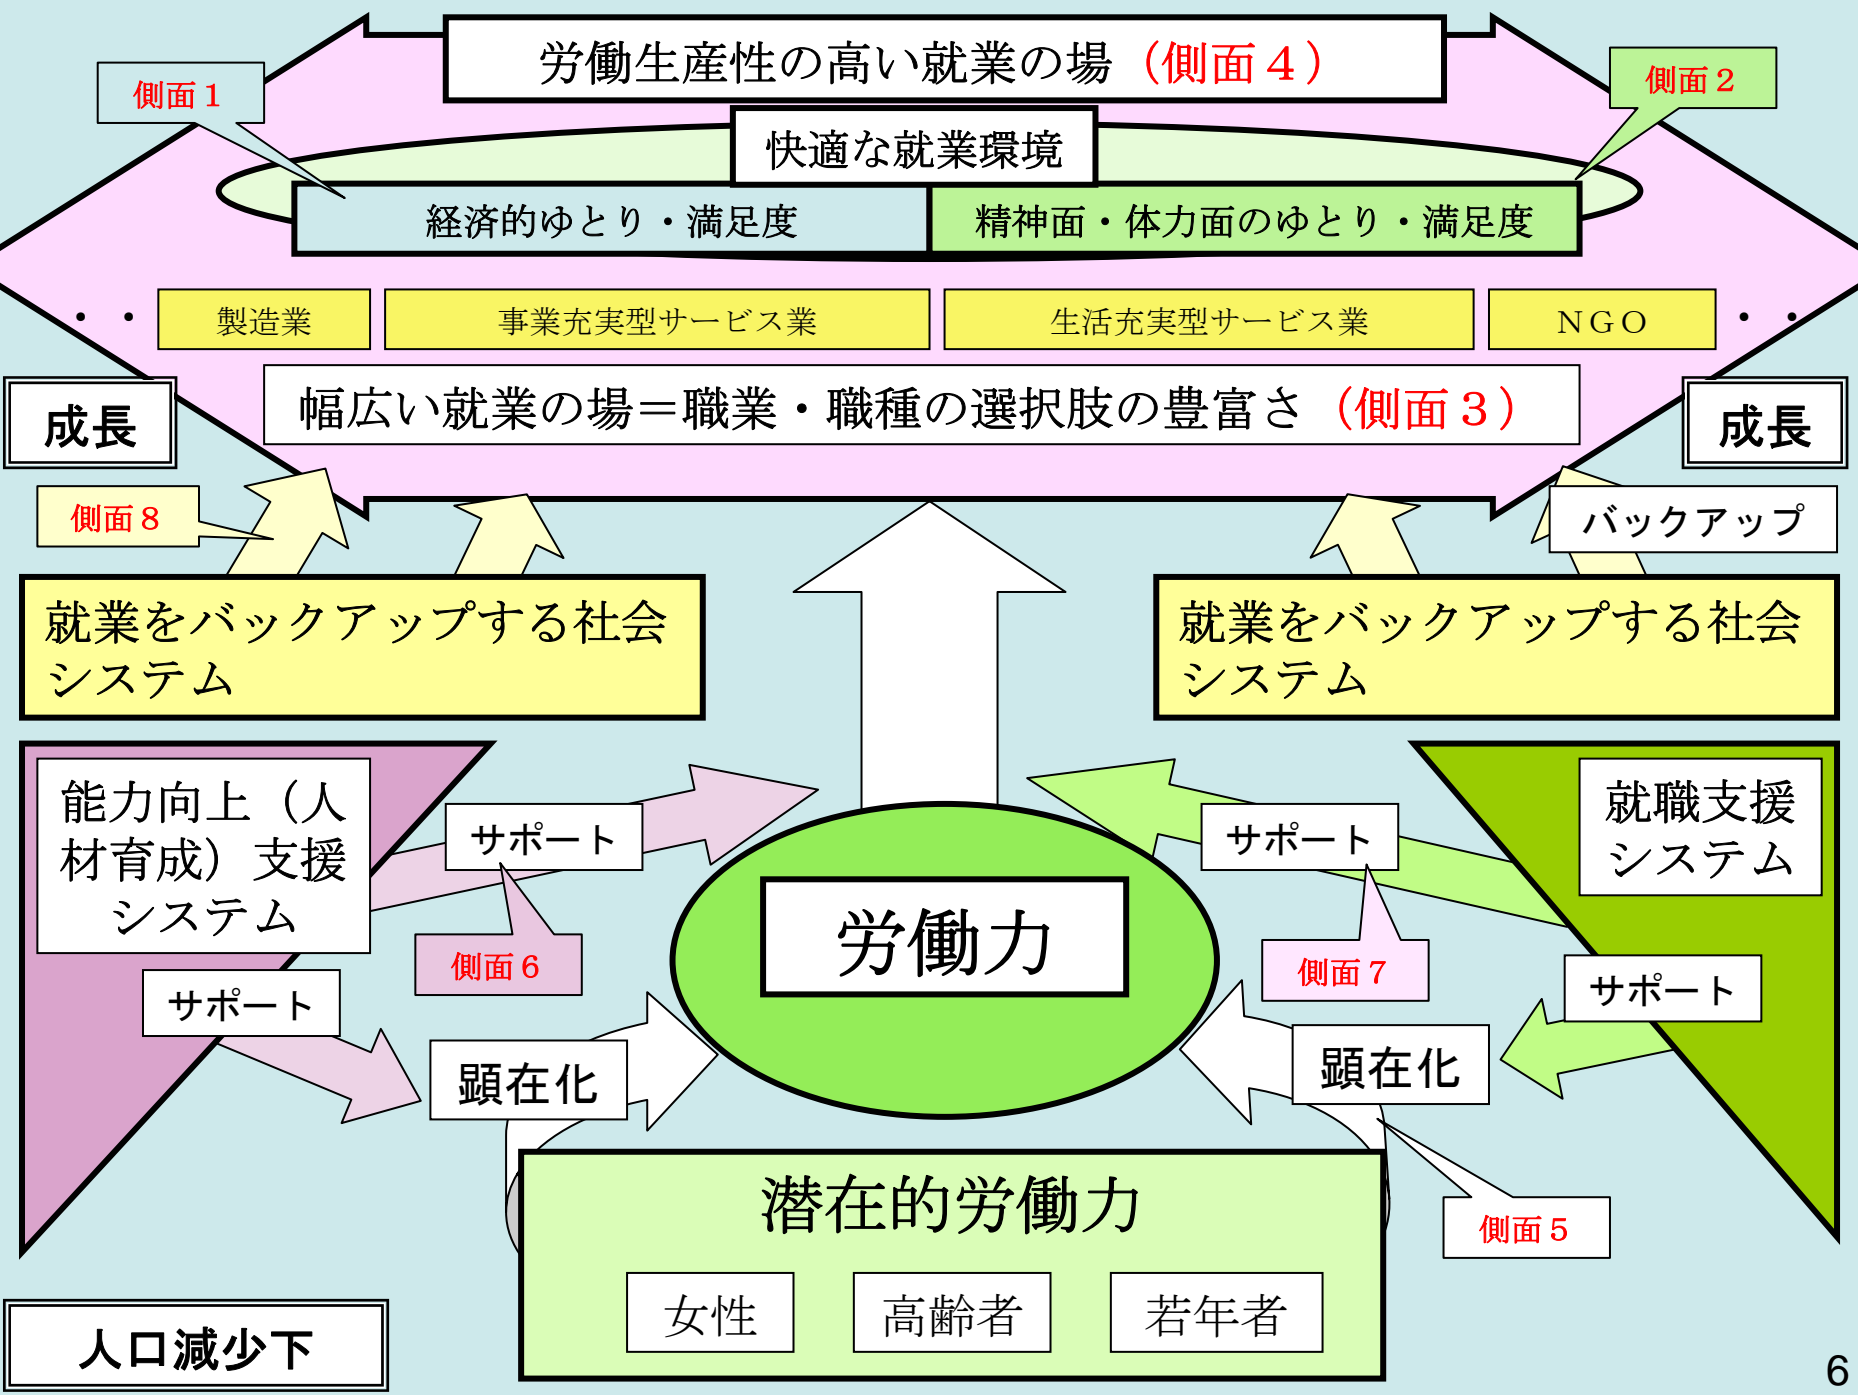 労働生産性の高い就業の場（側面４）
側面１
側面２
快適な就業環境
経済的ゆとり・満足度
精神面・体力面のゆとり・満足度
・・
製造業
事業充実型サービス業
生活充実型サービス業
ＮＧＯ
・・
幅広い就業の場＝職業・職種の選択肢の豊富さ（側面３）
成長
成長
側面８
バックアップ
就業をバックアップする社会
システム
就業をバックアップする社会
システム
能力向上（人
材育成）支援
システム
サポート
サポート
就職支援
システム
労働力
側面６
側面７
サポート
サポート
顕在化
顕在化
潜在的労働力
側面５
女性
高齢者
若年者
人口減少下
6